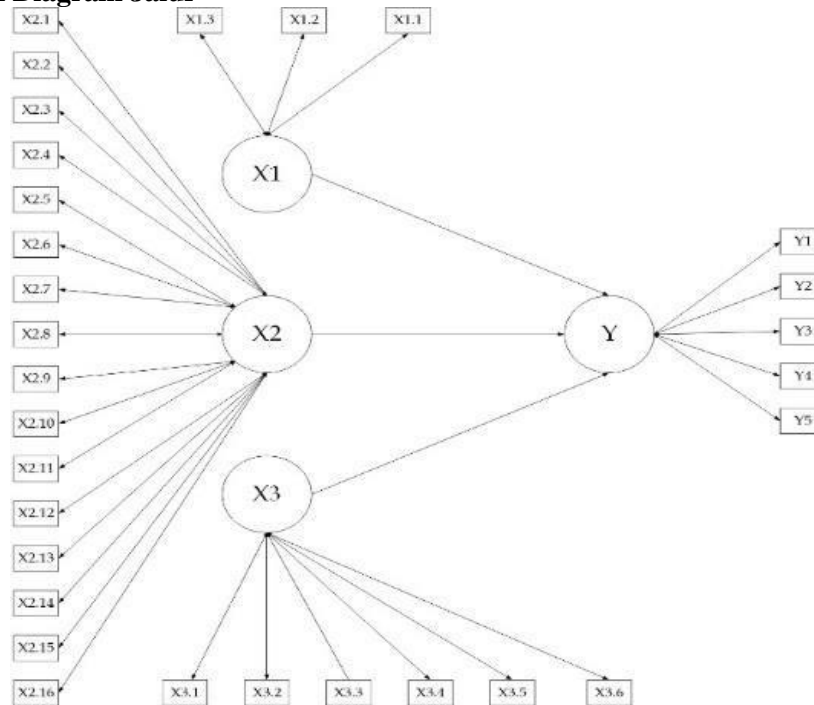 Diagram Jalur
X2.1 X1.3 X1.2 X1.1
X2.2
X2.3
X2.4
X1
X2.5
X2.6 Y1
X2.7 Y2
X2.8 X2 Y Y3
X2.9 Y4
X2.10 Y5
X2.11
X3
X2.12
X2.13
X2.14
X2.15
X2.16 X3.1 X3.2 X3.3 X3.4 X3.5 X3.6